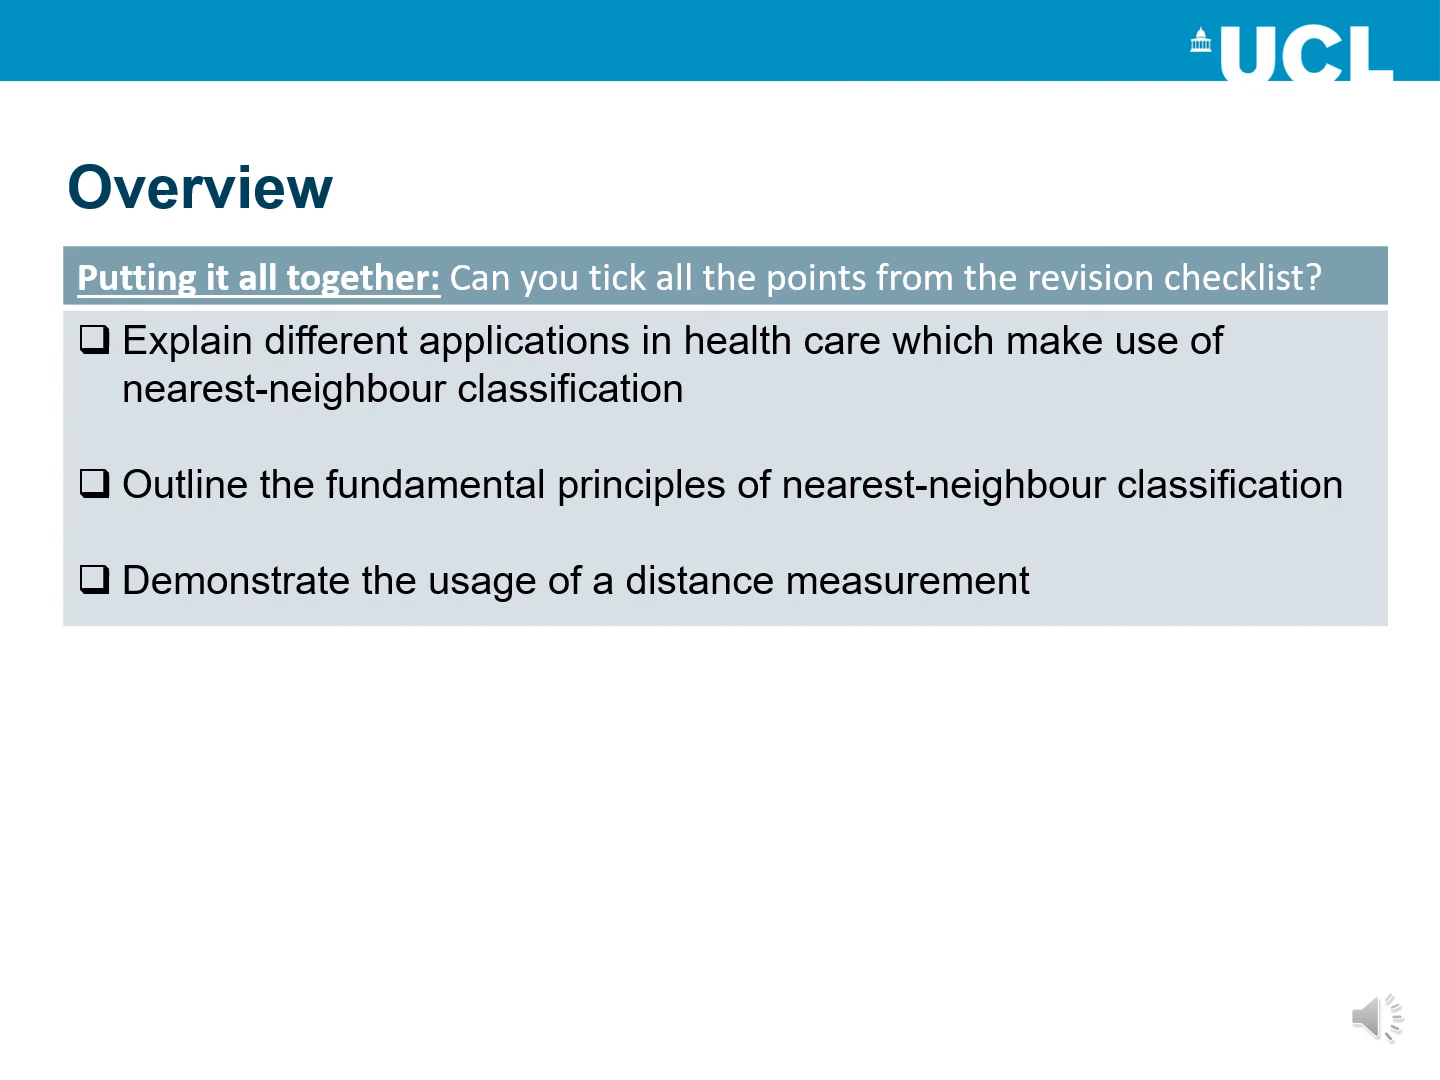 UCL
Overview
Putting it all together: Can you tick all the points from the revision checklist?
Explain different applications in health care which make use of
nearest-neighbour classification
Outline the fundamental principles of nearest-neighbour classification
Demonstrate the usage of a distance measurement